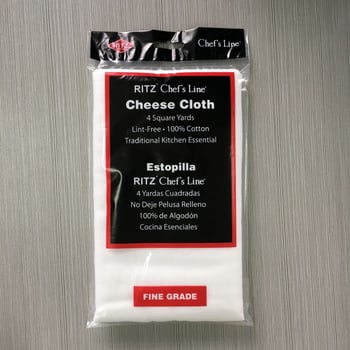 RITZ Chef's Line®
RITZ® Chef's Line®
Cheese Cloth
4 Square Yards
Lint-Free • 100% Cotton
Traditional Kitchen Essential
Estopilla
RITZ® Chef's Line®
4 Yardas Cuadradas
No Deje Pelusa Relleno
100% de Algodón
Cocina Esenciales
FINE GRADE